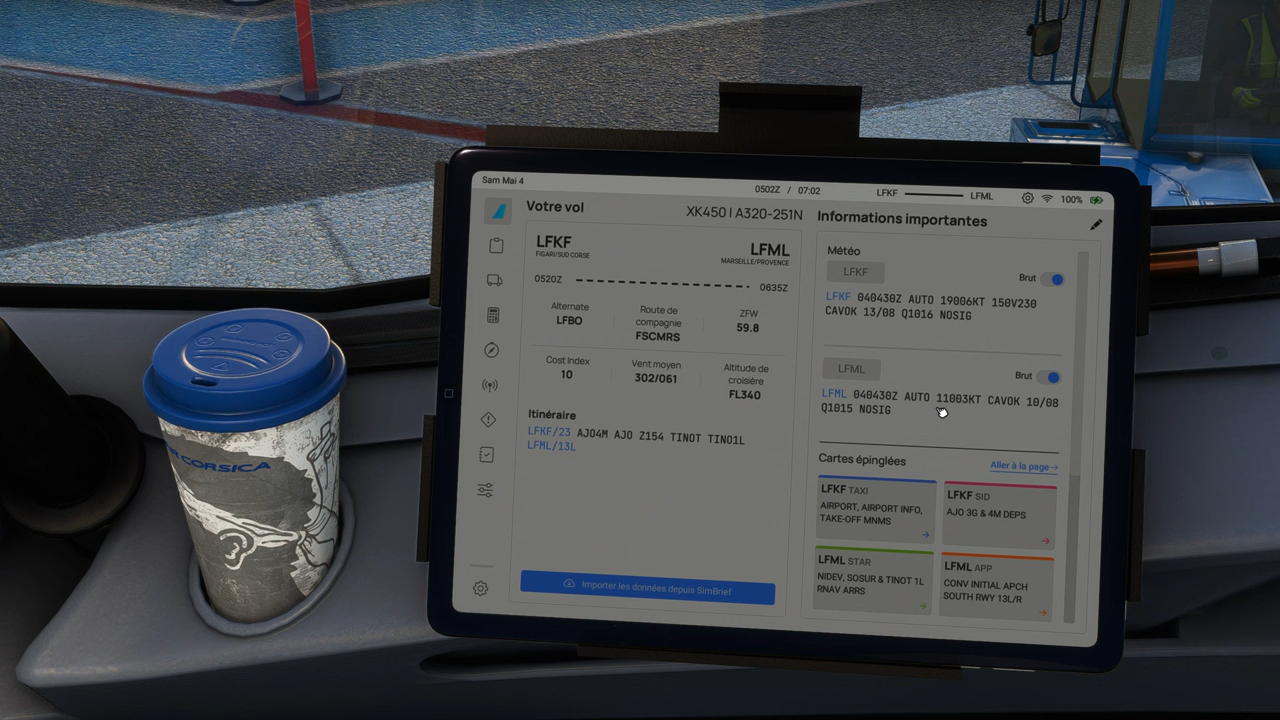 Sam Mai 4
0502Z / 07:02
LFKF LFML
100%
Votre vol
XK450 | A320-251N
LFKF
FIGARI/SUD CORSE
LFML
MARSEILLE/PROVENCE
0520Z
0635Z
Alternate
LFBO
Route de
compagnie
FSCMRS
ZFW
59.8
Cost Index
10
Vent moyen
302/061
Altitude de
croisière
FL340
Itinéraire
LFKF/23 AJO4M AJO Z154 TINOT TINO1L
LFML/13L
Importer les données depuis SimBrief
Informations importantes
Météo
LFKF
Brut
LFKF 040430Z AUTO 19006KT 150V230
CAVOK 13/08 Q1016 NOSIG
LFML
Brut
LFML 040430Z AUTO 11003KT CAVOK 10/08
Q1015 NOSIG
Cartes épinglées
Aller à la page
LFKF TAXI
AIRPORT, AIRPORT INFO,
TAKE-OFF MNMS
LFKF SID
AJO 3G & 4M DEPS
LFML STAR
NIDEV, SOSUR & TINOT 1L
RNAV ARRS
LFML APP
CONV INITIAL APCH
SOUTH RWY 13L/R
CORSICA